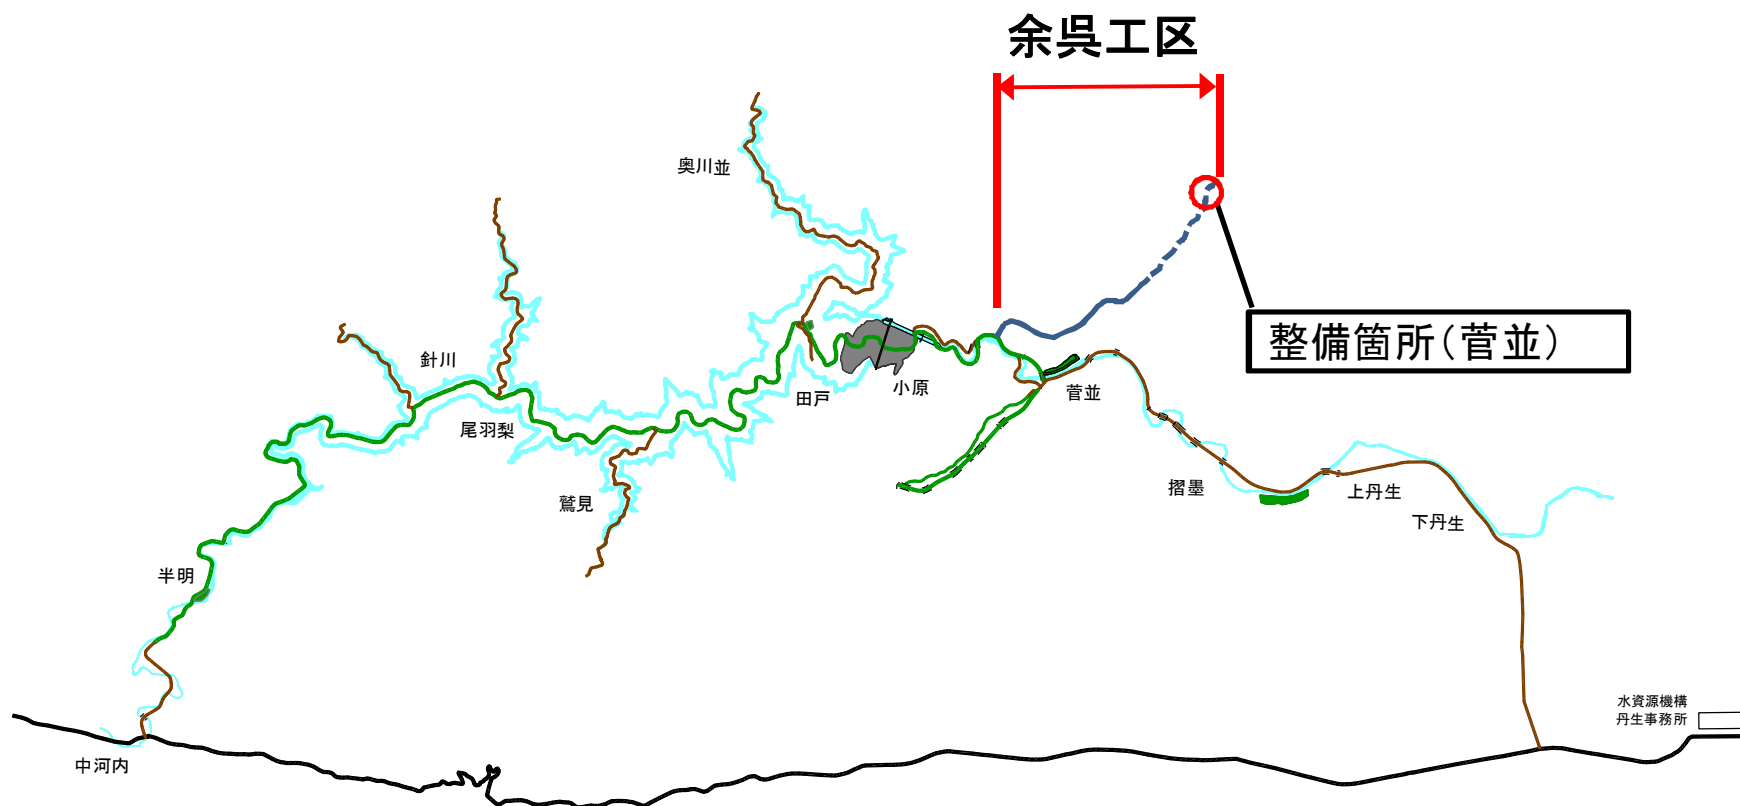 余呉工区
奥川並
整備箇所(菅並)
針川
田戸
小原
菅並
尾羽梨
鷲見
摺墨
上丹生
下丹生
半明
水資源機構
丹生事務所
中河内